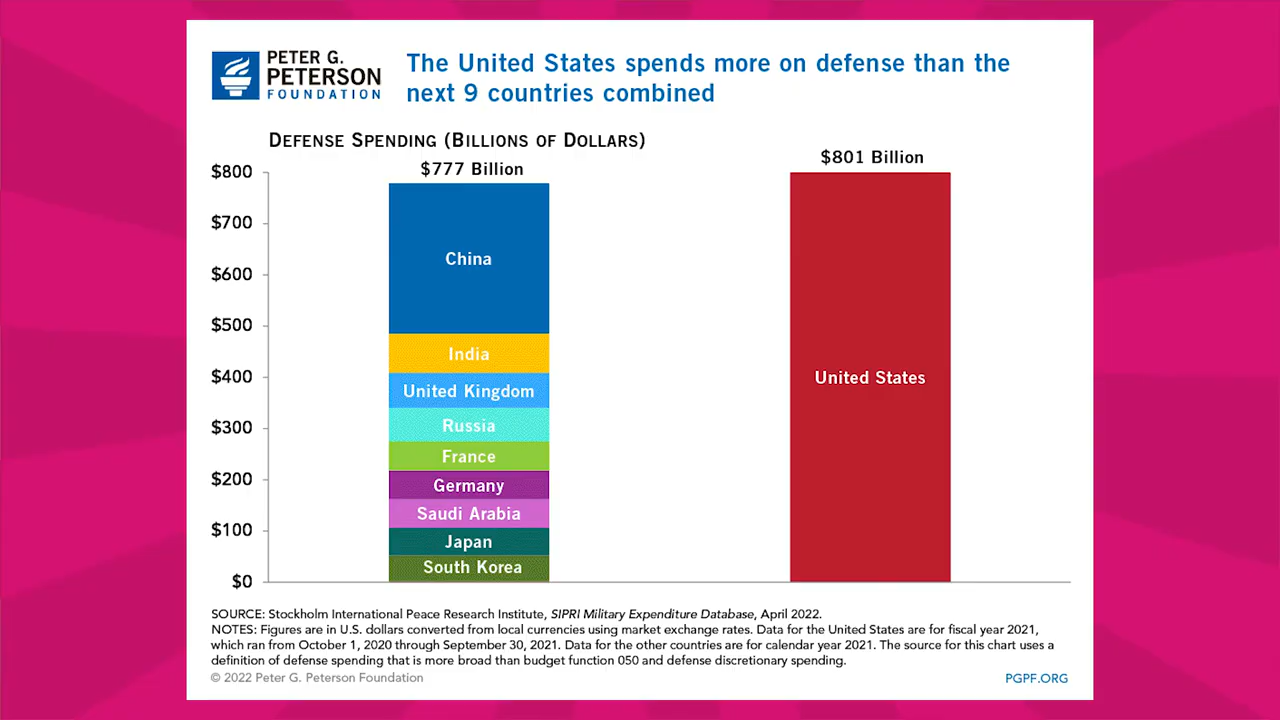 PETER G.
PETERSON
FOUNDATION
The United States spends more on defense than the
next 9 countries combined
DEFENSE SPENDING (BILLIONS OF DOLLARS)
$777 Billion
$801 Billion
$800
$700
$600
$500
$400
$300
$200
$100
$0
China
India
United Kingdom
Russia
France
Germany
Saudi Arabia
Japan
South Korea
United States
SOURCE: Stockholm International Peace Research Institute, SIPRI Military Expenditure Database, April 2022.
NOTES: Figures are in U.S. dollars converted from local currencies using market exchange rates. Data for the United States are for fiscal year 2021,
which ran from October 1, 2020 through September 30, 2021. Data for the other countries are for calendar year 2021. The source for this chart uses a
definition of defense spending that is more broad than budget function 050 and defense discretionary spending.
© 2022 Peter G. Peterson Foundation
PGPF.ORG